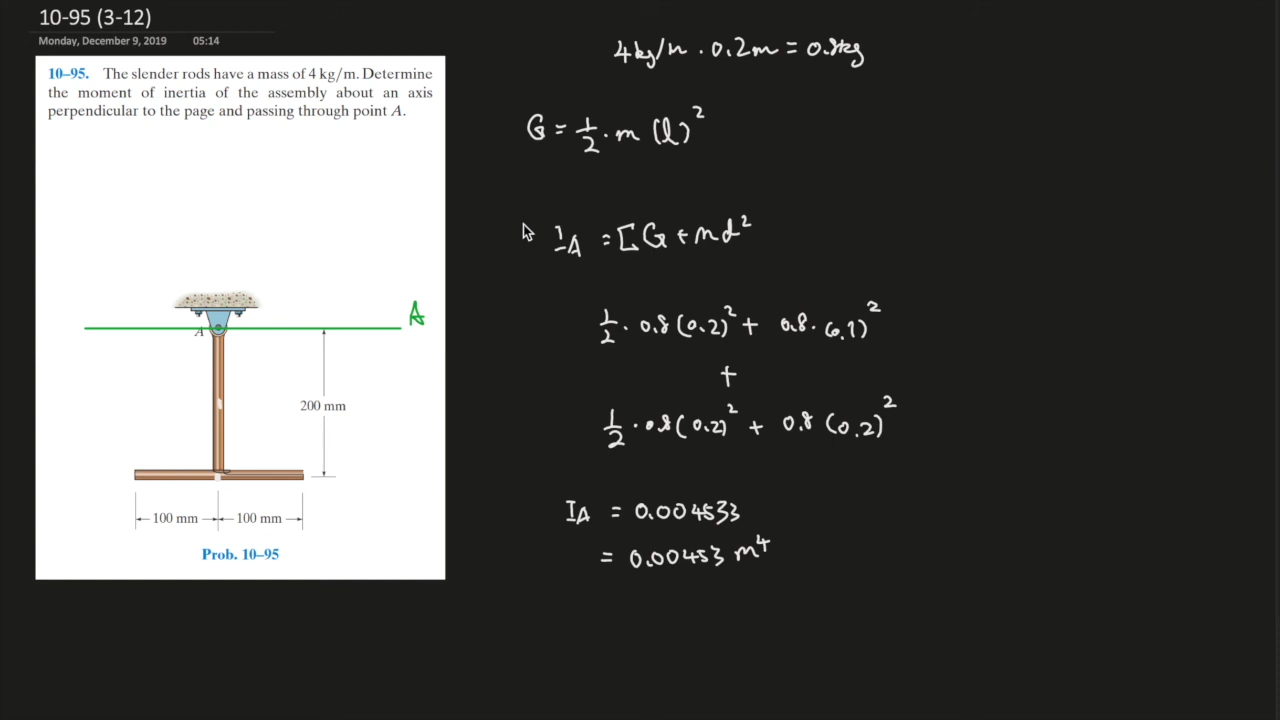 10-95 (3-12)
Monday, December 9, 2019 05:14
10–95. The slender rods have a mass of 4 kg/m. Determine
the moment of inertia of the assembly about an axis
perpendicular to the page and passing through point A.
A
A
200 mm
100 mm 100 mm
Prob. 10–95
4kg/m · 0.2m = 0.8kg
G = 1/2 · m (l)²
I_A = IG + md²
1/2 · 0.8 (0.2)² + 0.8 · (0.1)²
+
1/2 · 0.8 (0.2)² + 0.8 (0.2)²
I_A = 0.004533
= 0.00453 m⁴